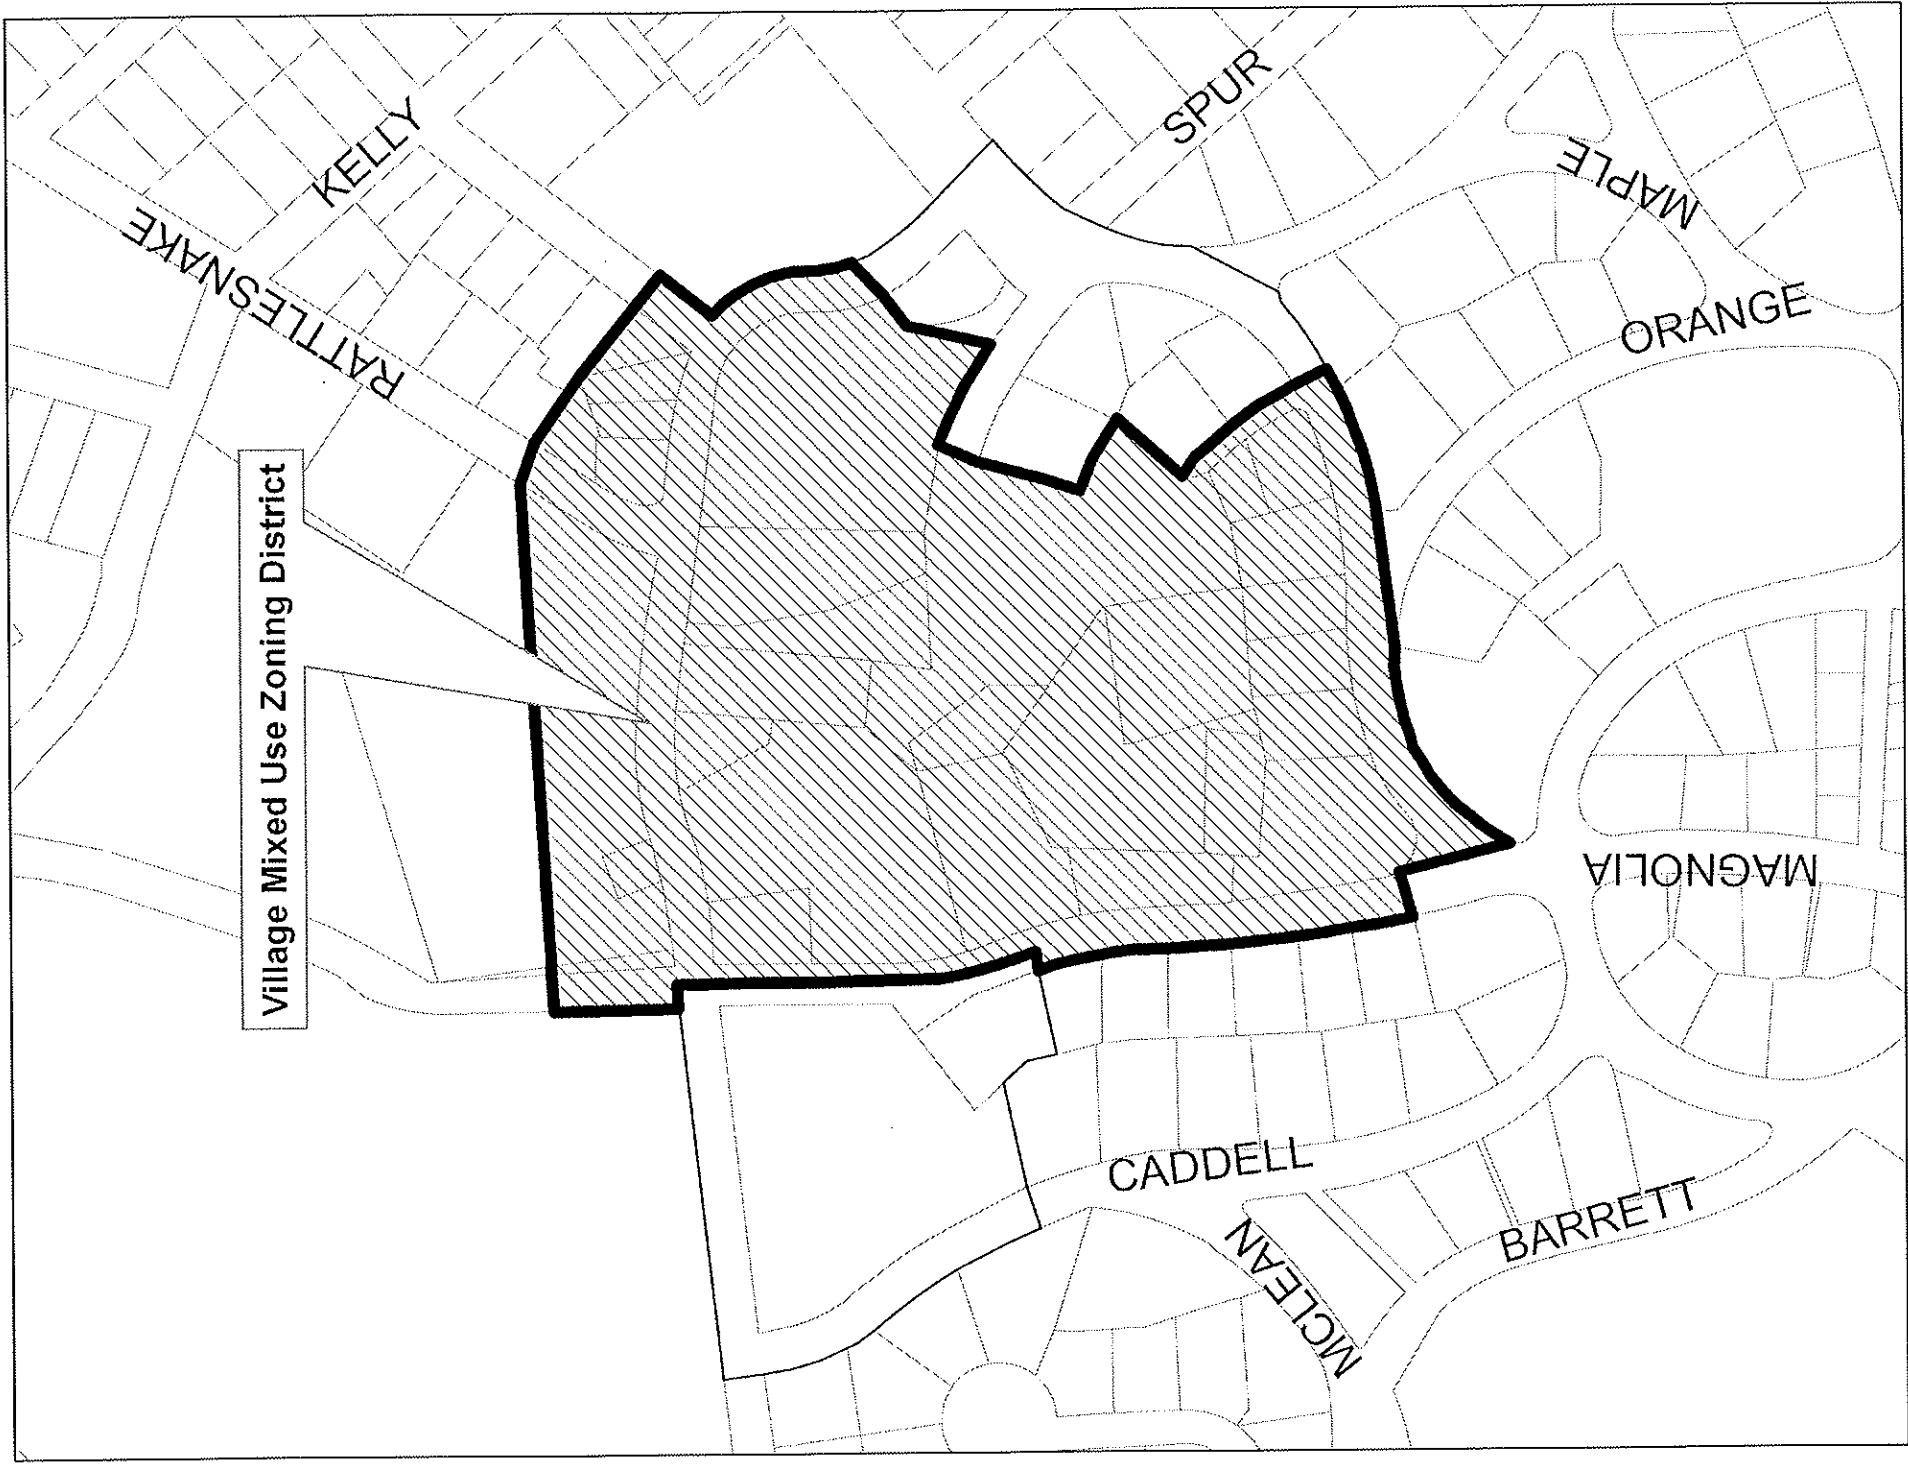 KELLY
SPUR
RATTLESNAKE
MAPLE
ORANGE
Village Mixed Use Zoning District
MAGNOLIA
CADDELL
MCLEAN
BARRETT